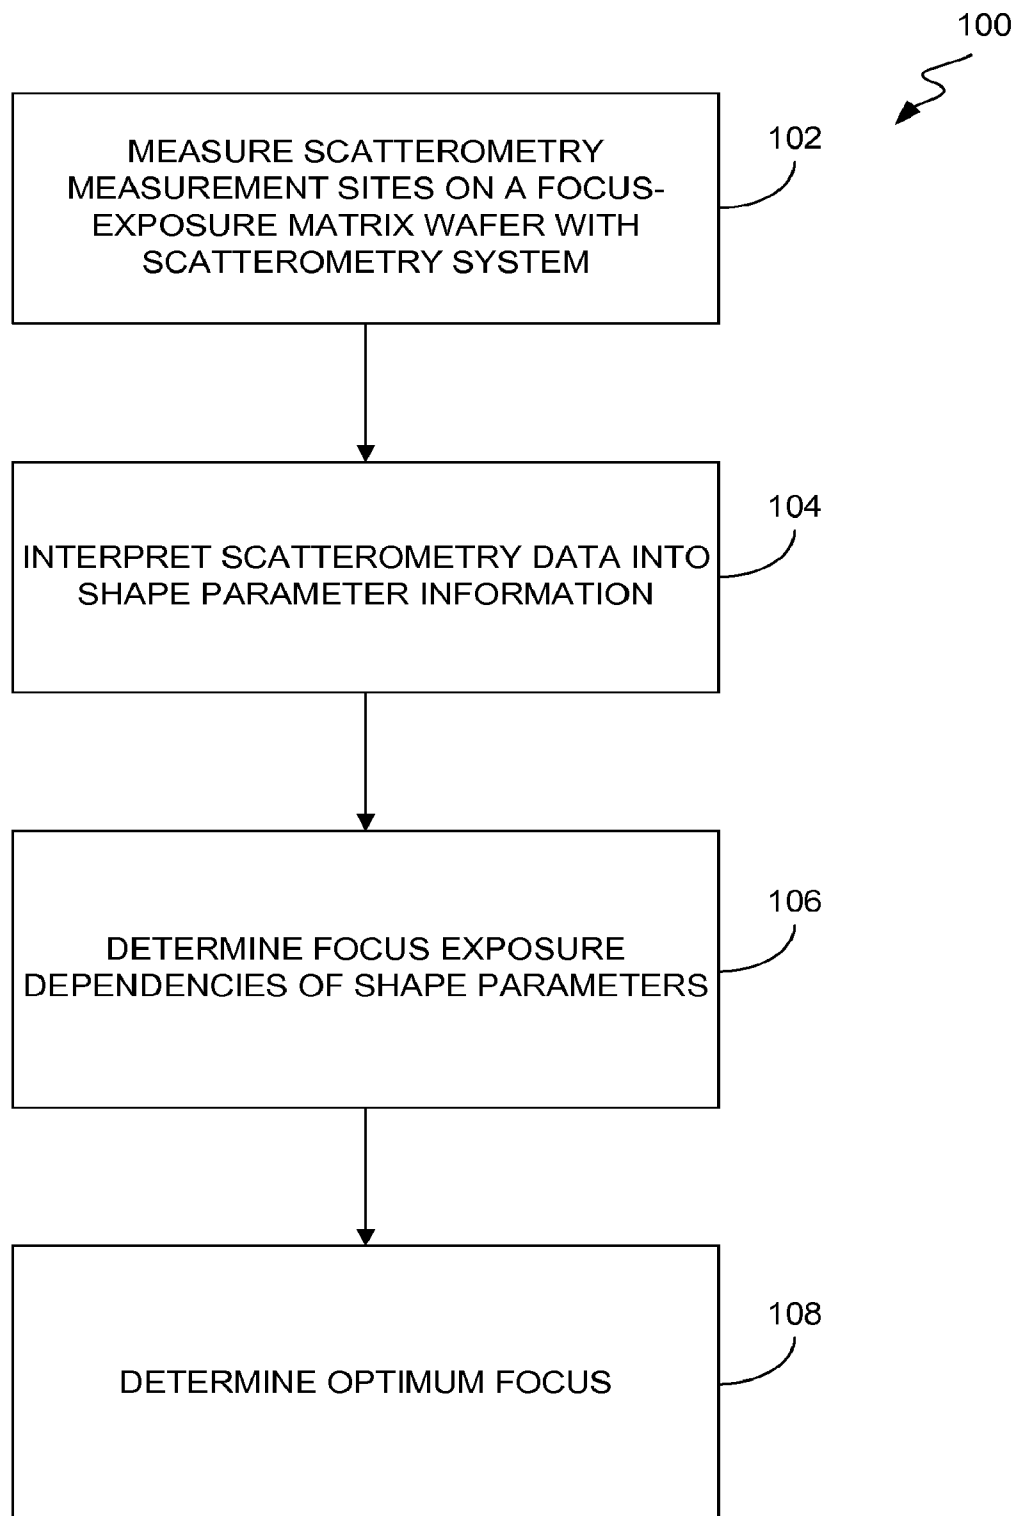 100
MEASURE SCATTEROMETRY
MEASUREMENT SITES ON A FOCUS-
EXPOSURE MATRIX WAFER WITH
SCATTEROMETRY SYSTEM
102
INTERPRET SCATTEROMETRY DATA INTO
SHAPE PARAMETER INFORMATION
104
DETERMINE FOCUS EXPOSURE
DEPENDENCIES OF SHAPE PARAMETERS
106
DETERMINE OPTIMUM FOCUS
108